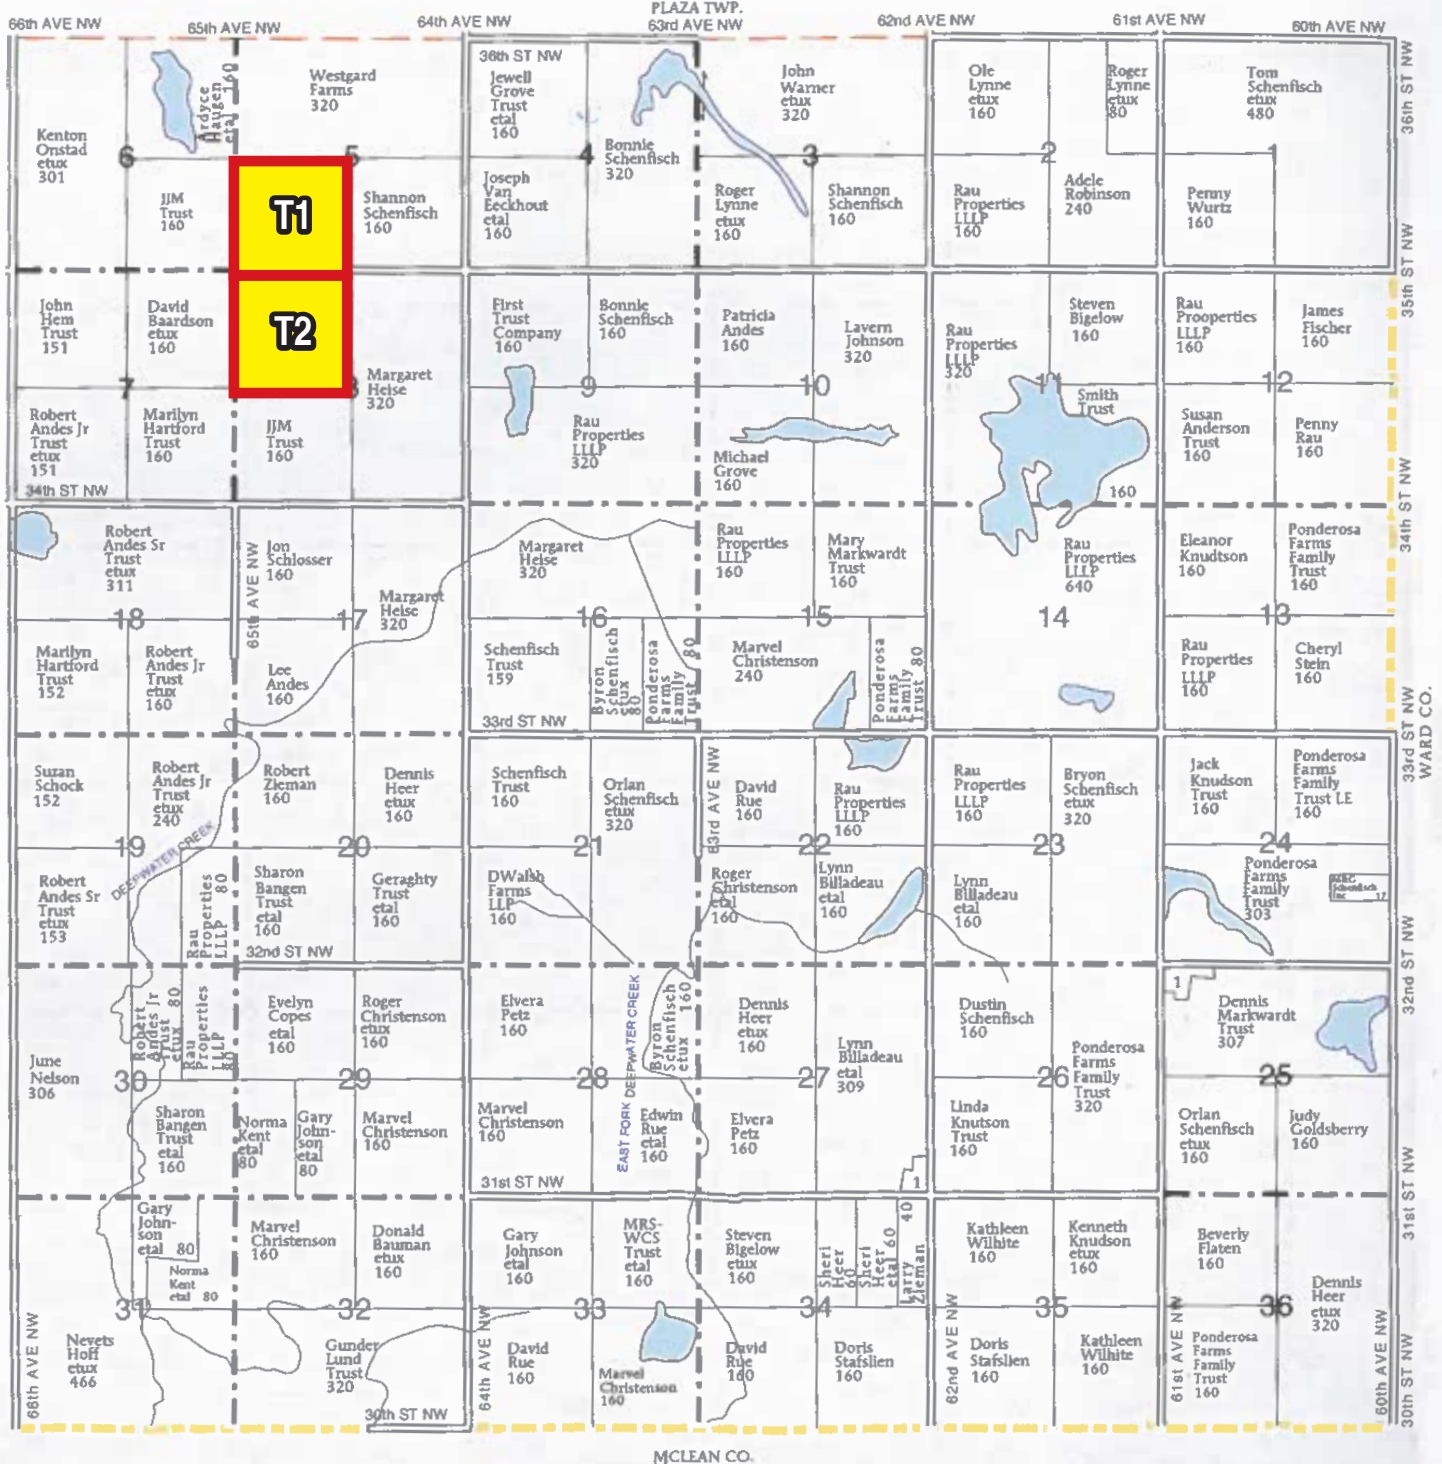 PLAZA TWP.
66th AVE NW
65th AVE NW
64th AVE NW
63rd AVE NW
62nd AVE NW
61st AVE NW
60th AVE NW
36th ST NW
36th ST NW
Kenton
Onstad
etux
301
6
Ardyce
Haugen
etal 160
JJM
Trust
160
Westgard
Farms
320
5
T1
Shannon
Schenfisch
160
Jewell
Grove
Trust
etal
160
4
Bonnie
Schenfisch
320
Joseph
Van
Eeckhout
etal
160
John
Warner
etux
320
3
Roger
Lynne
etux
160
Shannon
Schenfisch
160
Ole
Lynne
etux
160
Roger
Lynne
etux
80
2
Rau
Properties
LLLP
160
Adele
Robinson
240
Tom
Schenfisch
etux
480
1
Penny
Wurtz
160
35th ST NW
John
Hem
Trust
151
David
Baardson
etux
160
7
Robert
Andes Jr
Trust
etux
151
Marilyn
Hartford
Trust
160
34th ST NW
T2
8
Margaret
Heise
320
JJM
Trust
160
First
Trust
Company
160
Bonnie
Schenfisch
160
9
Rau
Properties
LLLP
320
Patricia
Andes
160
Lavern
Johnson
320
10
Michael
Grove
160
Rau
Properties
LLLP
320
Steven
Bigelow
160
11
Smith
Trust
160
Rau
Prooperties
LLLP
160
James
Fischer
160
12
Susan
Anderson
Trust
160
Penny
Rau
160
34th ST NW
Robert
Andes Sr
Trust
etux
311
18
Marilyn
Hartford
Trust
152
Robert
Andes Jr
Trust
etux
160
65th AVE NW
Jon
Schlosser
160
Margaret
Heise
320
17
Lee
Andes
160
Margaret
Heise
320
16
Schenfisch
Trust
159
Byron
Schenfisch
etux
80
Ponderosa
Farms
Family
Trust 80
33rd ST NW
Rau
Properties
LLLP
160
Mary
Markwardt
Trust
160
15
Marvel
Christenson
240
Ponderosa
Farms
Family
Trust 80
Rau
Properties
LLLP
640
14
Eleanor
Knudtson
160
Ponderosa
Farms
Family
Trust
160
13
Rau
Properties
LLLP
160
Cheryl
Stein
160
33rd ST NW
WARD CO.
Suzan
Schock
152
Robert
Andes Jr
Trust
etux
240
19
DEEPWATER CREEK
Robert
Andes Sr
Trust
etux
153
Rau
Properties
LLLP 80
Robert
Zieman
160
Dennis
Heer
etux
160
20
Sharon
Bangen
Trust
etal
160
Geraghty
Trust
etal
160
32nd ST NW
Schenfisch
Trust
160
Orlan
Schenfisch
etux
320
21
DWalsh
Farms
LLP
160
63rd AVE NW
David
Rue
160
Rau
Properties
LLLP
160
22
Roger
Christenson
etal
160
Lynn
Billadeau
etal
160
Rau
Properties
LLLP
160
Bryon
Schenfisch
etux
320
23
Lynn
Billadeau
etal
160
Jack
Knudson
Trust
160
Ponderosa
Farms
Family
Trust LE
160
24
Ponderosa
Farms
Family
Trust
303
17
32nd ST NW
June
Nelson
306
Robert
Andes Jr
Trust
etux 80
Rau
Properties
LLLP
80
30
Sharon
Bangen
Trust
etal
160
Evelyn
Copes
etal
160
Roger
Christenson
etux
160
29
Norma
Kent
etal
80
Gary
John-
son
etal
80
Marvel
Christenson
160
Elvera
Petz
160
Byron
Schenfisch
etux 160
EAST FORK DEEPWATER CREEK
28
Marvel
Christenson
160
Edwin
Rue
etal
160
31st ST NW
Dennis
Heer
etux
160
Lynn
Billadeau
etal
309
27
Elvera
Petz
160
1
Dustin
Schenfisch
160
Ponderosa
Farms
Family
Trust
320
26
Linda
Knutson
Trust
160
1
Dennis
Markwardt
Trust
307
25
Orlan
Schenfisch
etux
160
Judy
Goldsberry
160
31st ST NW
Gary
John-
son
etal 80
Norma
Kent
etal 80
31
Nevets
Hoff
etux
466
66th AVE NW
Marvel
Christenson
160
Donald
Bauman
etux
160
32
Gunder
Lund
Trust
320
30th ST NW
64th AVE NW
Gary
Johnson
etal
160
MRS-
WCS
Trust
etal
160
33
David
Rue
160
Marvel
Christenson
160
Steven
Bigelow
etux
160
Sheri
Heer
60
Sheri
Heer
etal 60
Larry
Zieman
40
34
David
Rue
160
Doris
Stafslien
160
62nd AVE NW
Kathleen
Wilhite
160
Kenneth
Knudson
etux
160
35
Doris
Stafslien
160
Kathleen
Wilhite
160
61st AVE N
Beverly
Flaten
160
Dennis
Heer
etux
320
36
Ponderosa
Farms
Family
Trust
160
60th AVE NW
30th ST NW
MCLEAN CO.